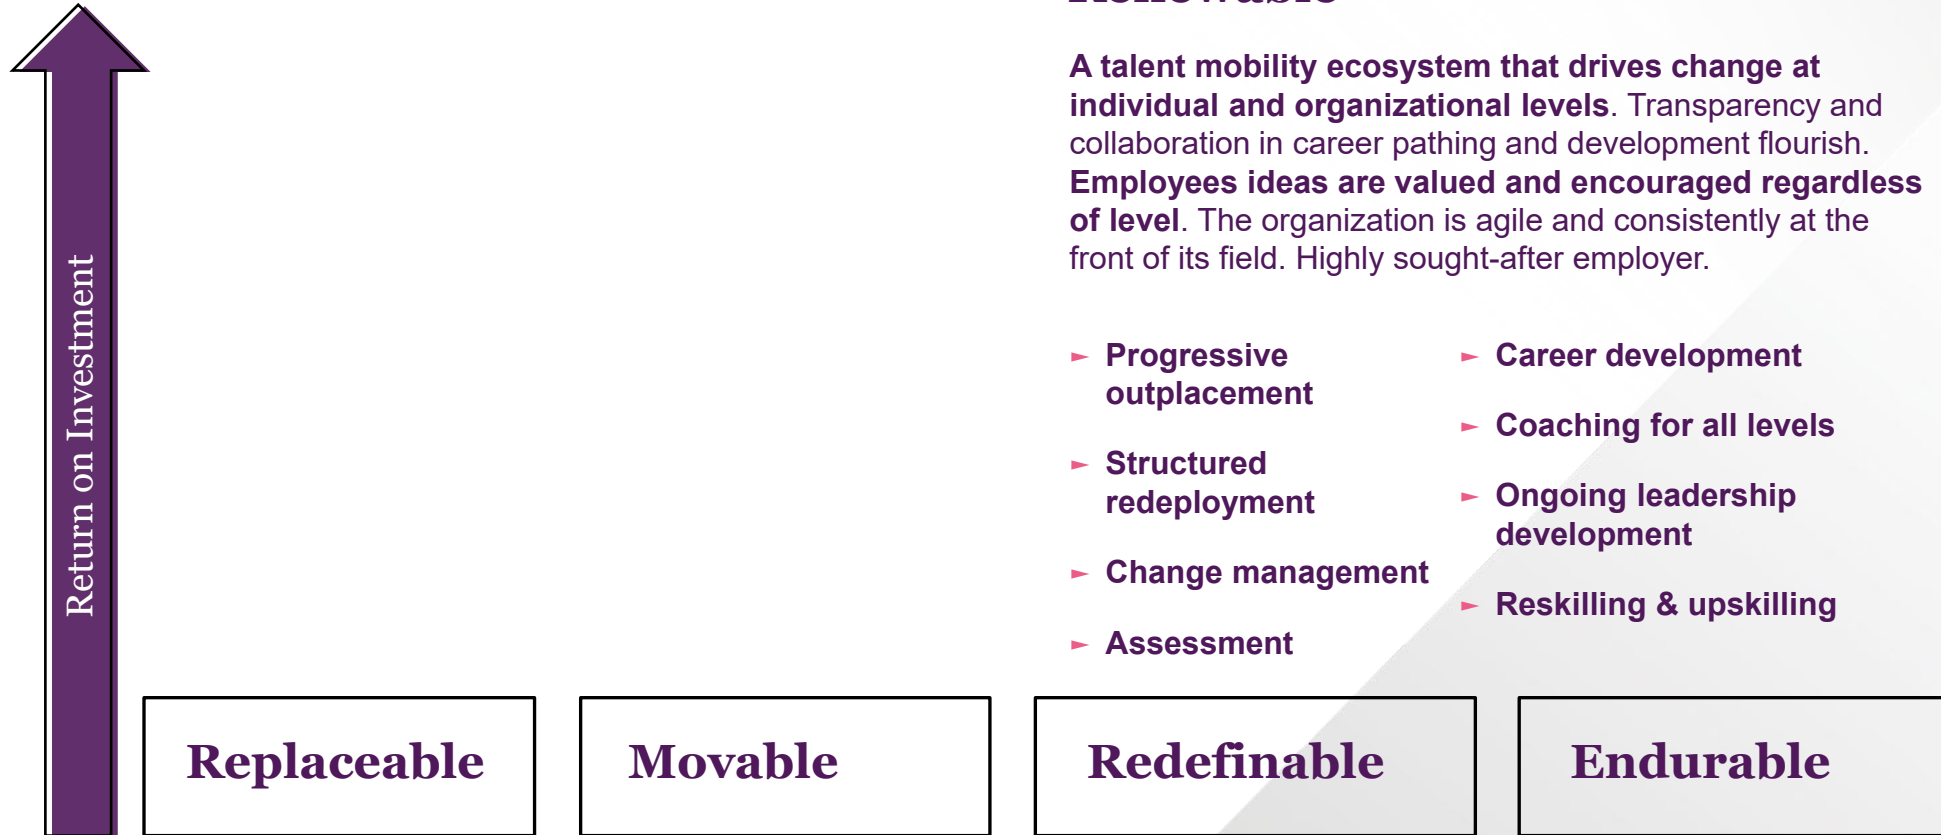 A talent mobility ecosystem that drives change at
individual and organizational levels. Transparency and
collaboration in career pathing and development flourish.
Employees ideas are valued and encouraged regardless
of level. The organization is agile and consistently at the
front of its field. Highly sought-after employer.
► Progressive
outplacement
► Structured
redeployment
► Change management
► Assessment
► Career development
► Coaching for all levels
► Ongoing leadership
development
► Reskilling & upskilling
Return on Investment
Replaceable
Movable
Redefinable
Endurable